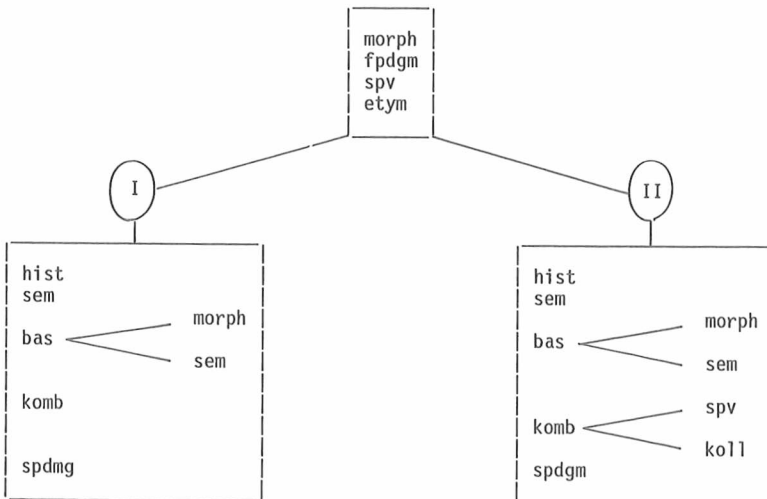 morph
fpdgm
spv
etym
I
II
hist
sem
bas
morph
sem
komb
spdmg
hist
sem
bas
morph
sem
komb
spv
koll
spdgm